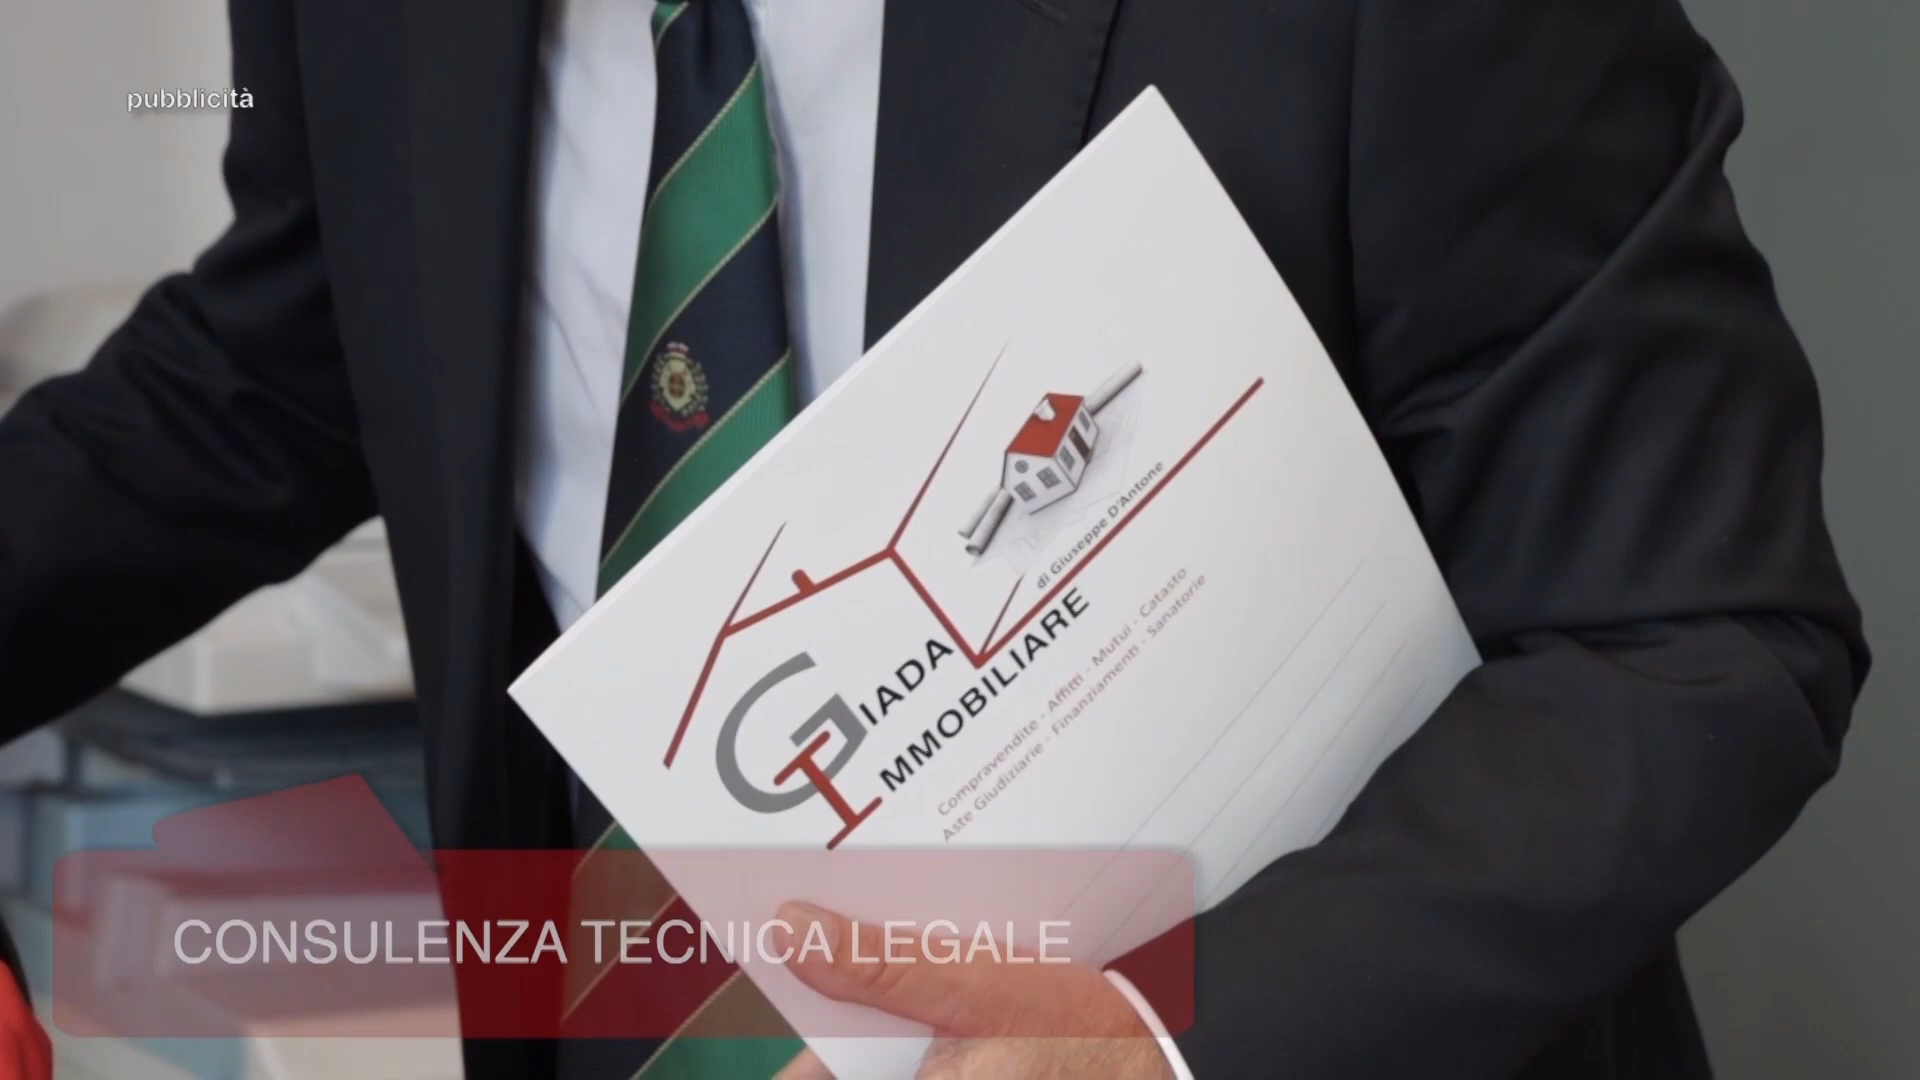 pubblicità
di Giuseppe D'Antone
GIADA
IMMOBILIARE
Compravendite - Affitti - Mutui - Catasto
Aste Giudiziarie - Finanziamenti - Sanatorie
CONSULENZA TECNICA LEGALE